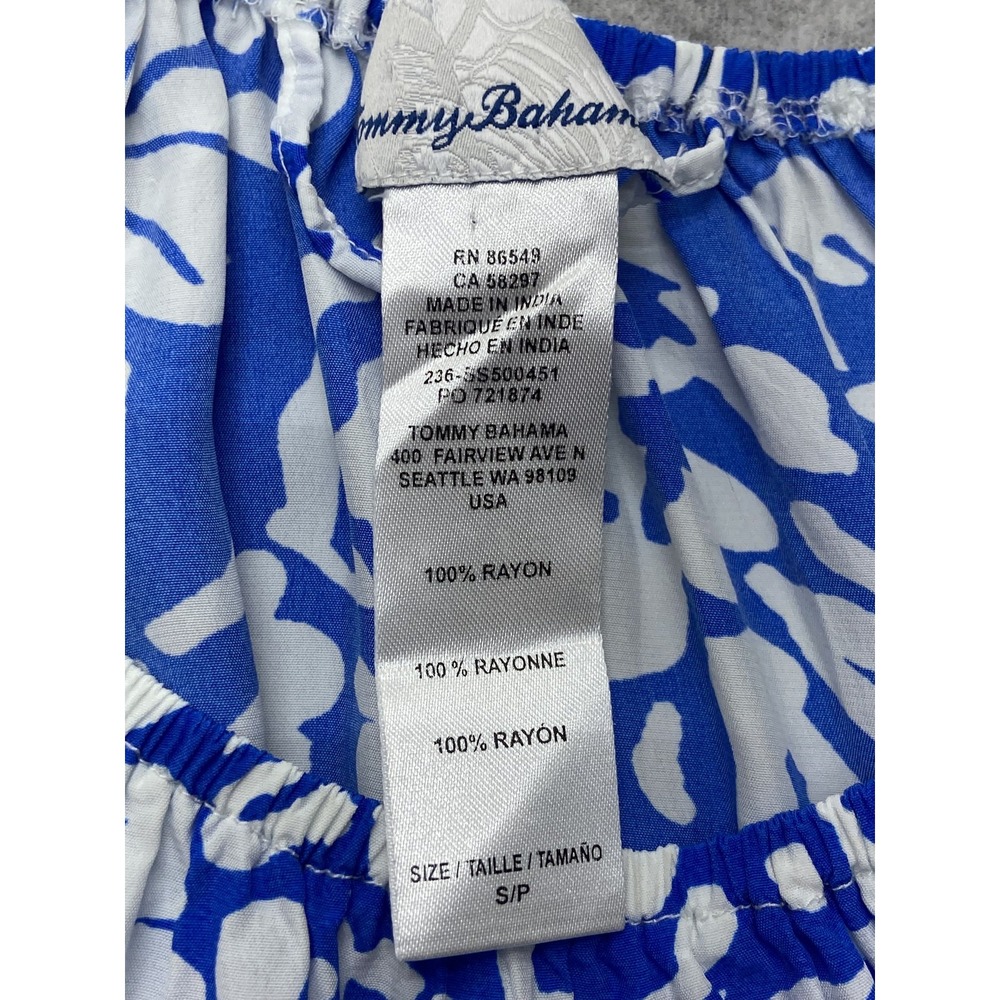 Tommy Bahama
RN 86549
CA 58297
MADE IN INDIA
FABRIQUÉ EN INDE
HECHO EN INDIA
236-SS500451
PO 721874
TOMMY BAHAMA
400 FAIRVIEW AVE N
SEATTLE WA 98109
USA
100% RAYON
100 % RAYONNE
100% RAYÓN
SIZE / TAILLE / TAMAÑO
S/P